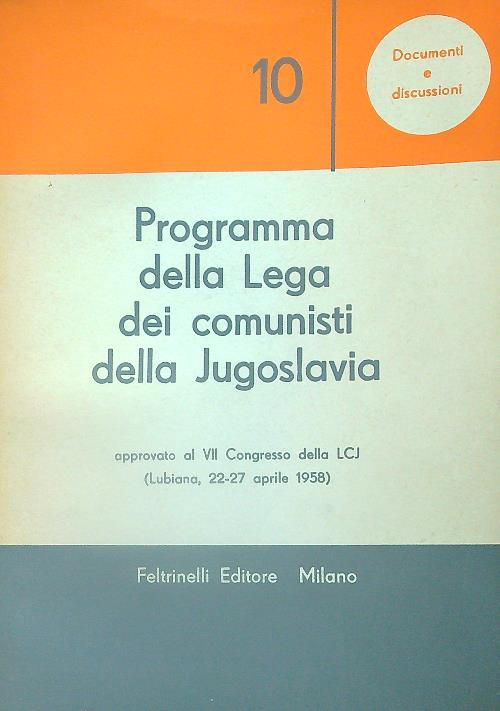 10
Documenti
e
discussioni
Programma
della Lega
dei comunisti
della Jugoslavia
approvato al VII Congresso della LCJ
(Lubiana, 22-27 aprile 1958)
Feltrinelli Editore Milano